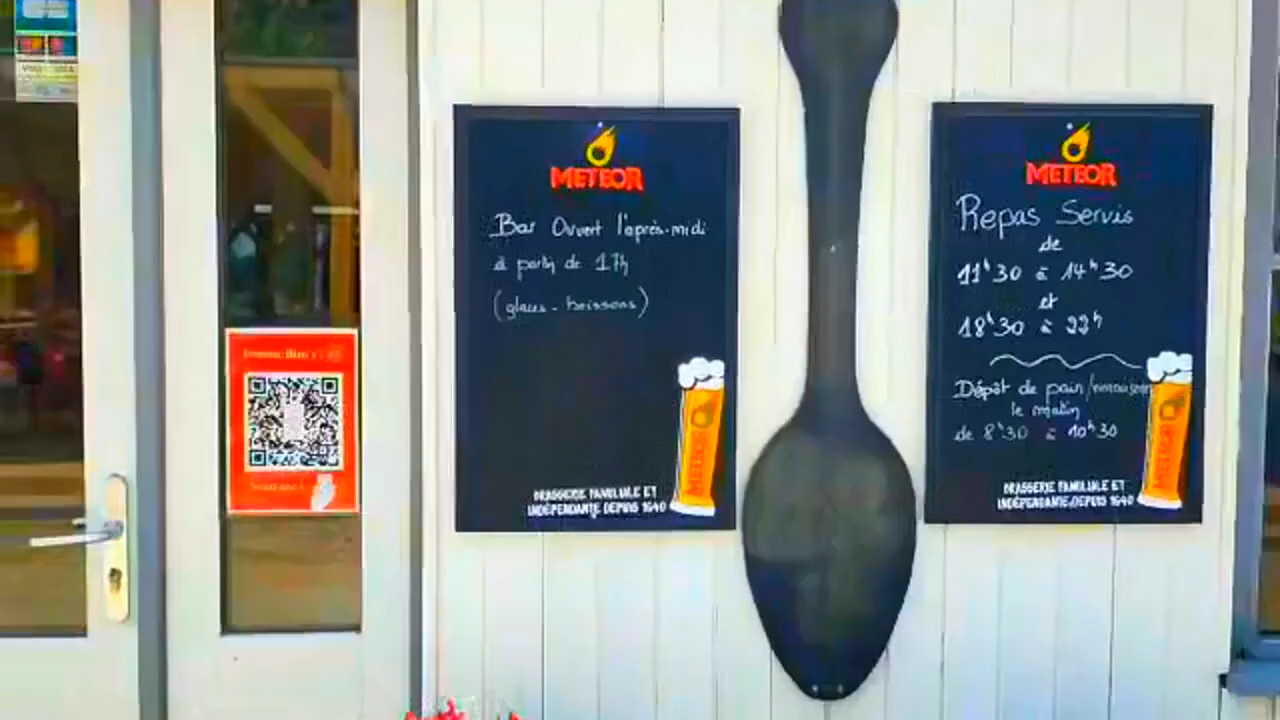 METEOR
Bar Ouvert l'après-midi
à partir de 17h
(glaces - boissons)
METEOR
BRASSERIE FAMILIALE ET
INDÉPENDANTE DEPUIS 1640
METEOR
Repas Servis
de
11h30 à 14h30
et
18h30 à 22h
Dépôt de pain/
le matin
de 8h30 à 10h30
METEOR
BRASSERIE FAMILIALE ET
INDÉPENDANTE DEPUIS 1640